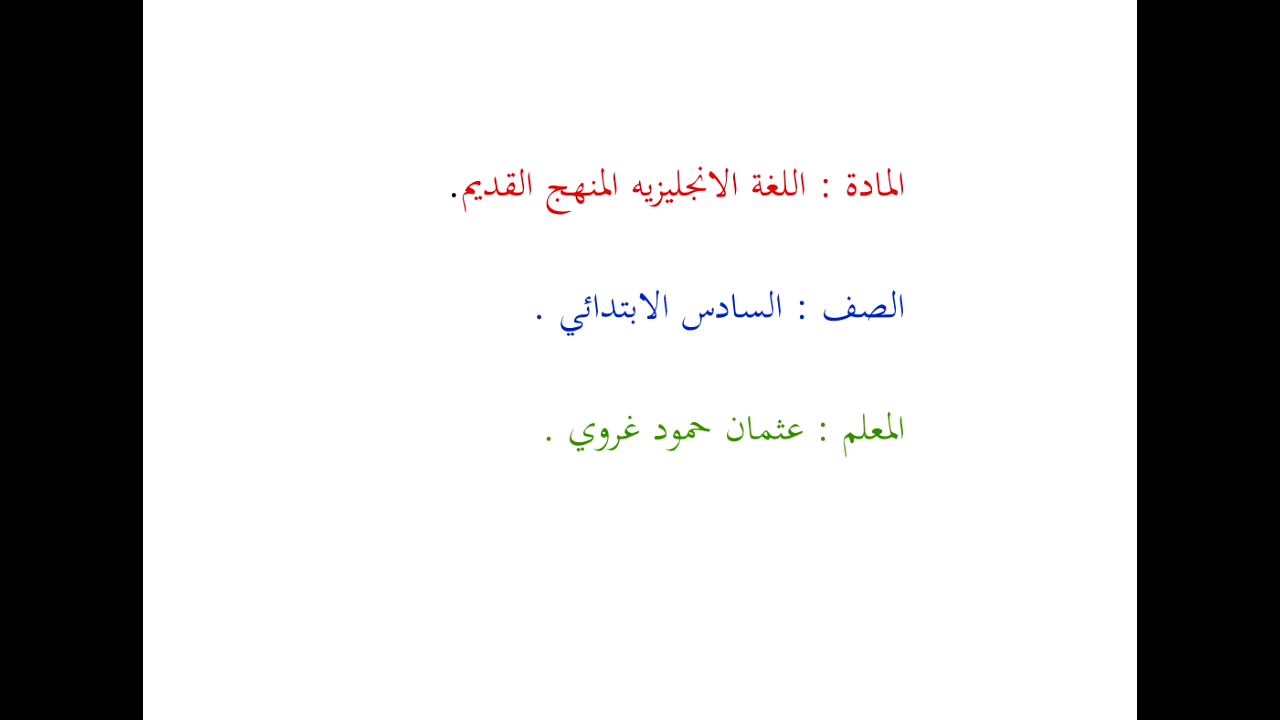 المادة : اللغة الانجليزيه المنهج القديم.
الصف : السادس الابتدائي .
المعلم : عثمان حمود غروي .